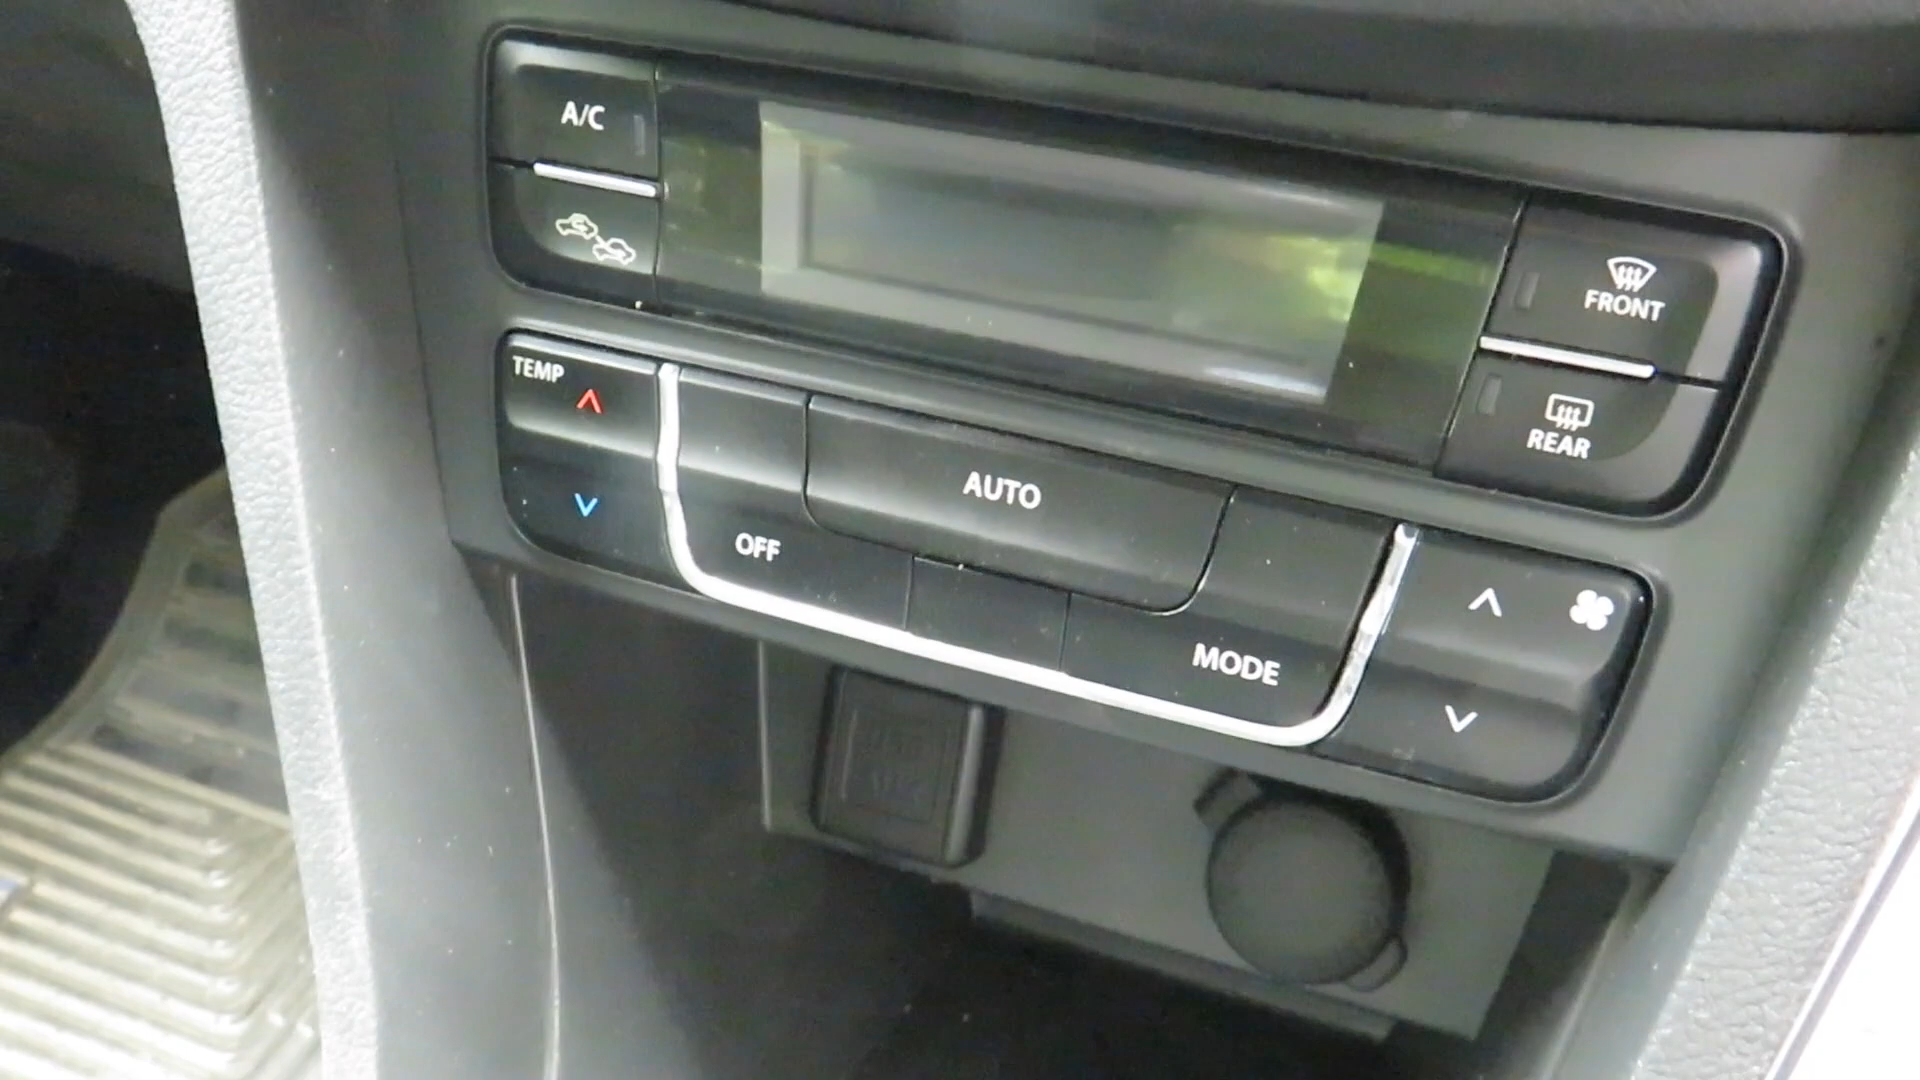 A/C
FRONT
REAR
TEMP
AUTO
OFF
MODE